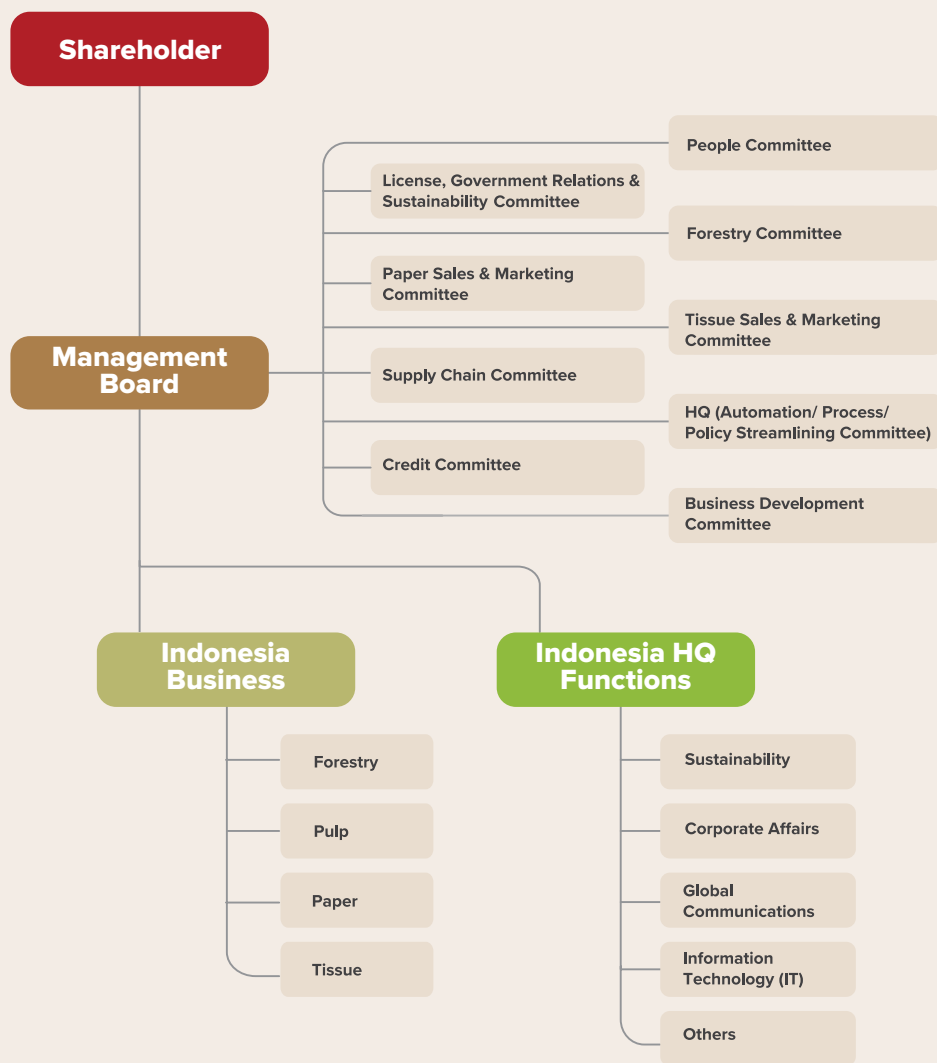 Shareholder
People Committee
License, Government Relations &
Sustainability Committee
Forestry Committee
Paper Sales & Marketing
Committee
Tissue Sales & Marketing
Committee
Management
Board
Supply Chain Committee
HQ (Automation/ Process/
Policy Streamlining Committee)
Credit Committee
Business Development
Committee
Indonesia
Business
Forestry
Pulp
Paper
Tissue
Indonesia HQ
Functions
Sustainability
Corporate Affairs
Global
Communications
Information
Technology (IT)
Others